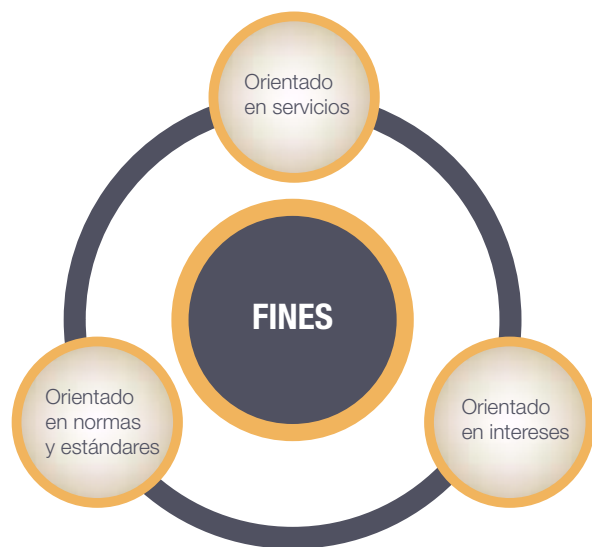 Orientado
en servicios
FINES
Orientado
en normas
y estándares
Orientado
en intereses